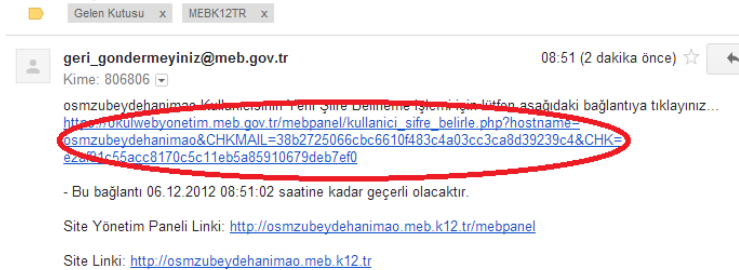 Gelen Kutusu x MEBK12TR x
geri_gondermeyiniz@meb.gov.tr 08:51 (2 dakika önce)
Kime: 806806
osmzubeydehanimao Kullanicisinin Yeni Şifre Belirleme İşlemi için lütfen aşağıdaki bağlantıya tıklayınız...
https://okulwebyonetim.meb.gov.tr/mebpanel/kullanici_sifre_belirle.php?hostname=
osmzubeydehanimao&CHKMAIL=38b2725066cbc6610f483c4a03cc3ca8d39239c4&CHK=
e2af91c55acc8170c5c11eb5a85910679deb7ef0
- Bu bağlantı 06.12.2012 08:51:02 saatine kadar geçerli olacaktır.
Site Yönetim Paneli Linki: http://osmzubeydehanimao.meb.k12.tr/mebpanel
Site Linki: http://osmzubeydehanimao.meb.k12.tr